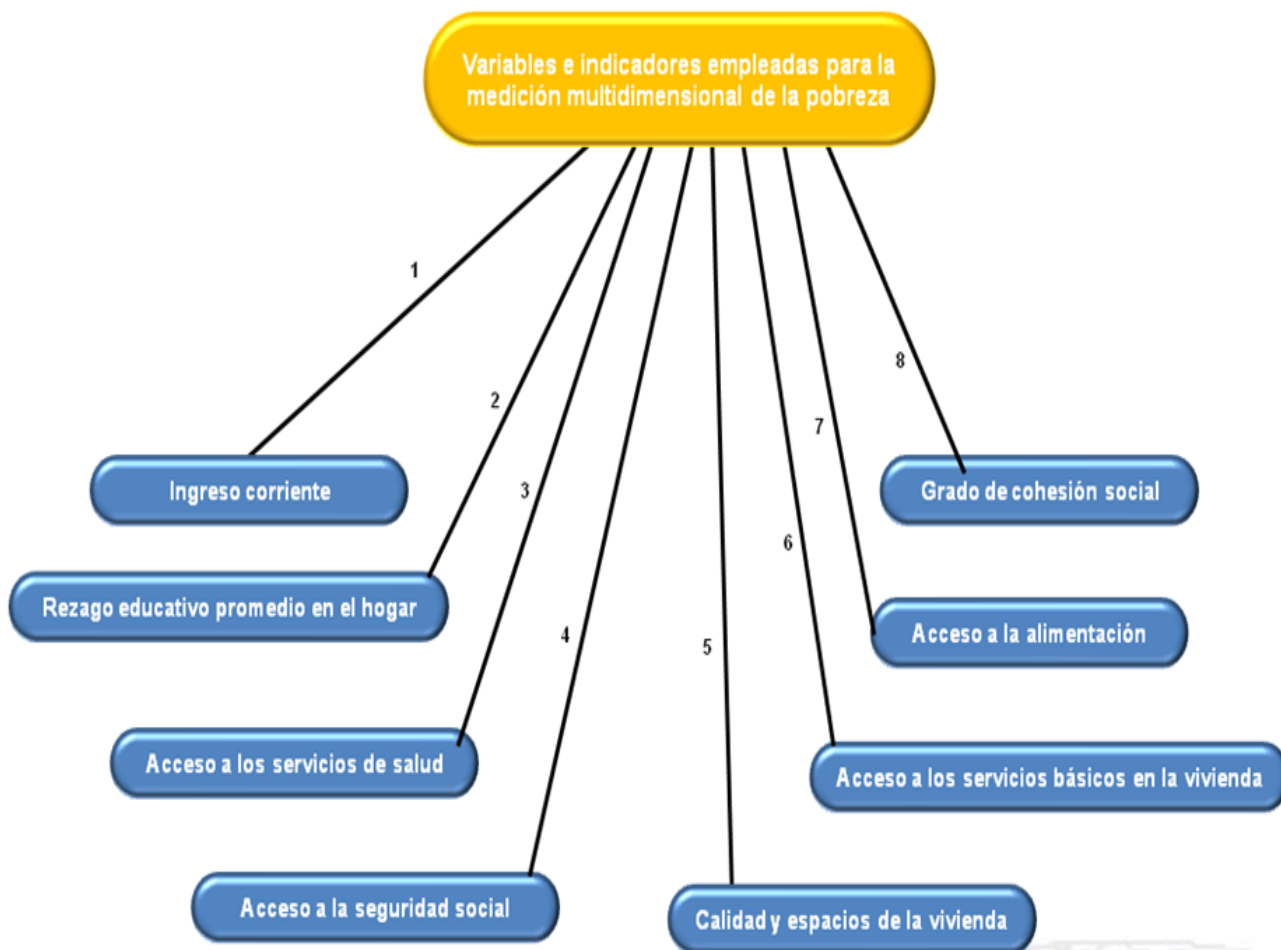 Variables e indicadores empleadas para la
medición multidimensional de la pobreza
1
Ingreso corriente
2
Rezago educativo promedio en el hogar
3
Acceso a los servicios de salud
4
Acceso a la seguridad social
5
Calidad y espacios de la vivienda
6
Acceso a los servicios básicos en la vivienda
7
Acceso a la alimentación
8
Grado de cohesión social